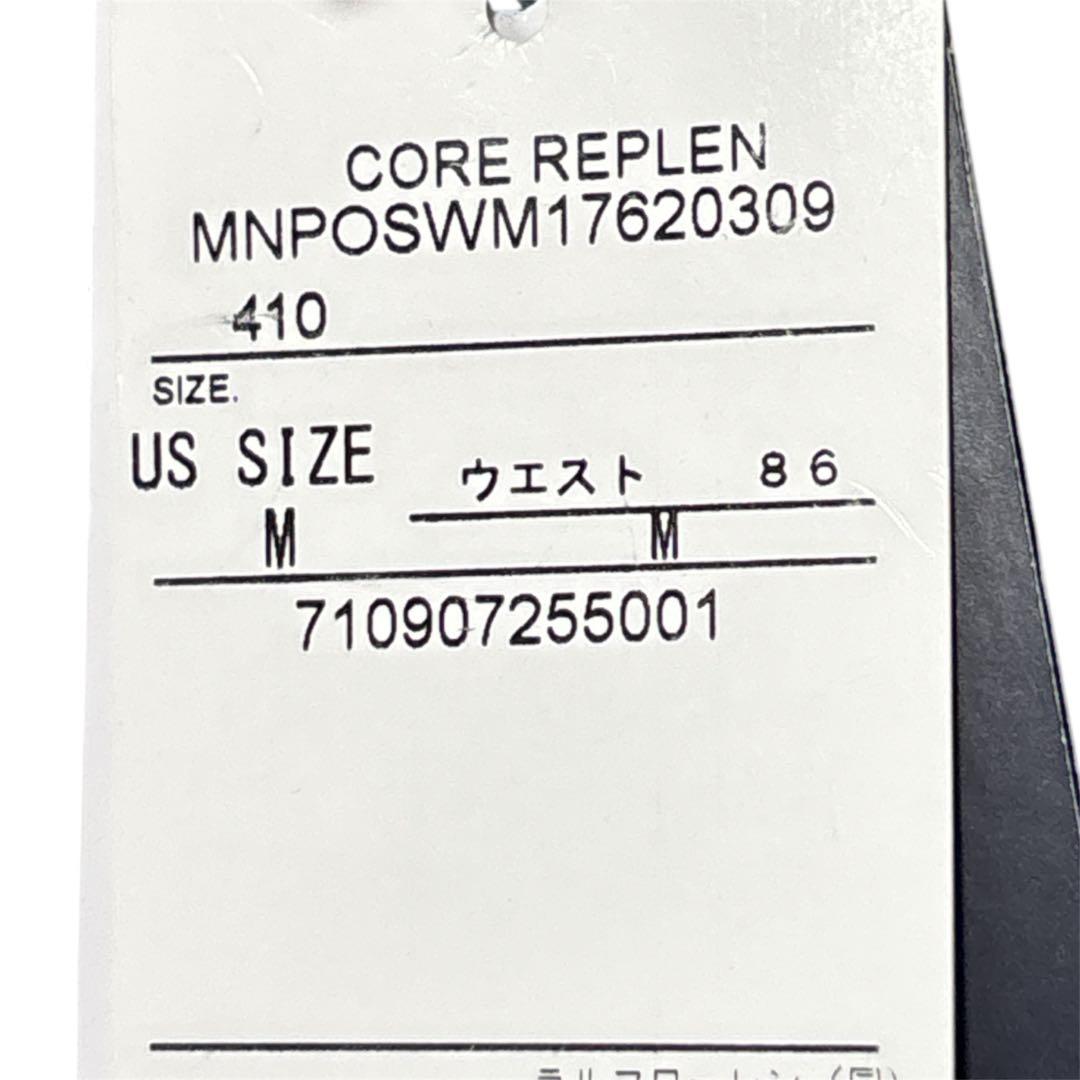 CORE REPLEN
MNPOSWM17620309
410
SIZE.
US SIZE
ウエスト 86
M M
710907255001